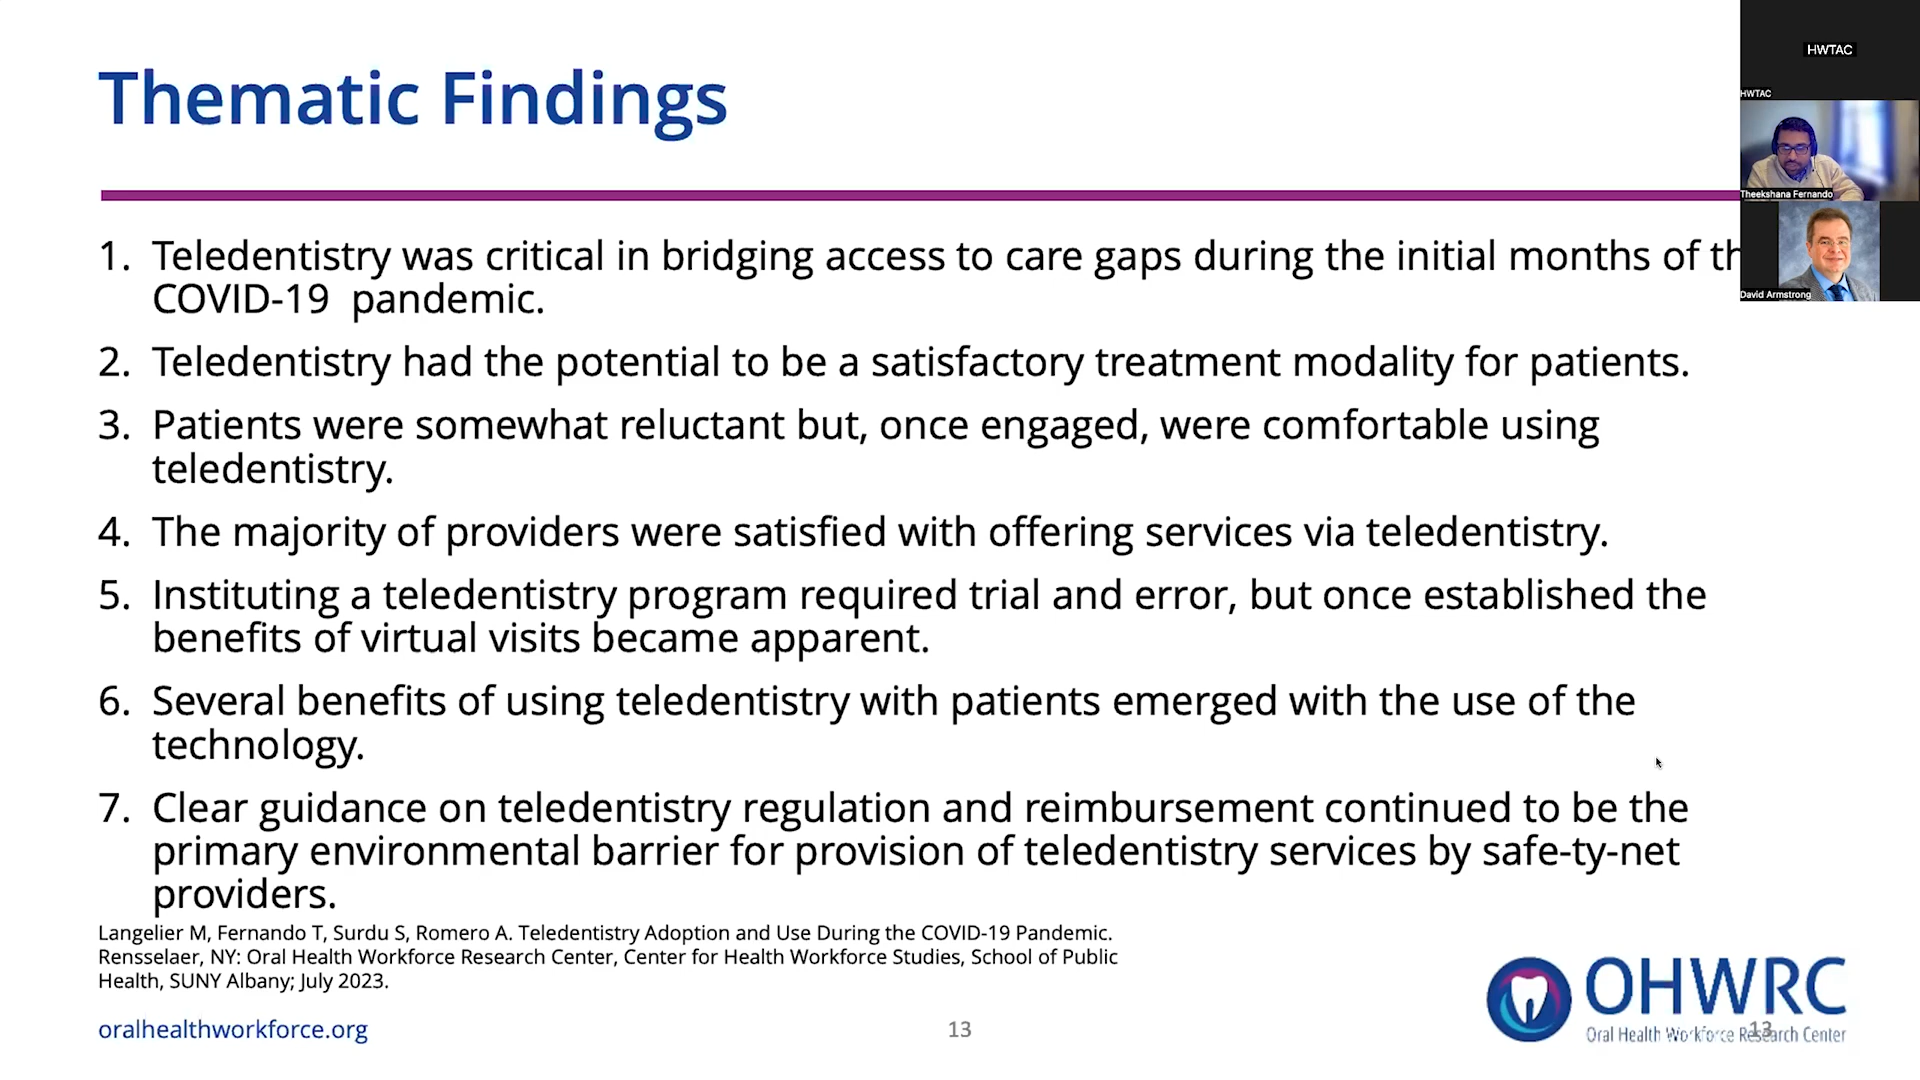 Thematic Findings
HWTAC
HWTAC
Theekshana Fernando
David Armstrong
1. Teledentistry was critical in bridging access to care gaps during the initial months of th
COVID-19 pandemic.
2. Teledentistry had the potential to be a satisfactory treatment modality for patients.
3. Patients were somewhat reluctant but, once engaged, were comfortable using
teledentistry.
4. The majority of providers were satisfied with offering services via teledentistry.
5. Instituting a teledentistry program required trial and error, but once established the
benefits of virtual visits became apparent.
6. Several benefits of using teledentistry with patients emerged with the use of the
technology.
7. Clear guidance on teledentistry regulation and reimbursement continued to be the
primary environmental barrier for provision of teledentistry services by safe-ty-net
providers.
Langelier M, Fernando T, Surdu S, Romero A. Teledentistry Adoption and Use During the COVID-19 Pandemic.
Rensselaer, NY: Oral Health Workforce Research Center, Center for Health Workforce Studies, School of Public
Health, SUNY Albany; July 2023.
oralhealthworkforce.org
13
OHWRC
Oral Health Workforce Research Center
13